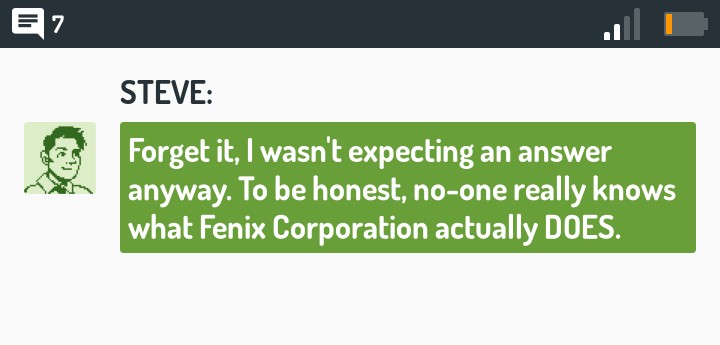 7
STEVE:
Forget it, I wasn't expecting an answer
anyway. To be honest, no-one really knows
what Fenix Corporation actually DOES.